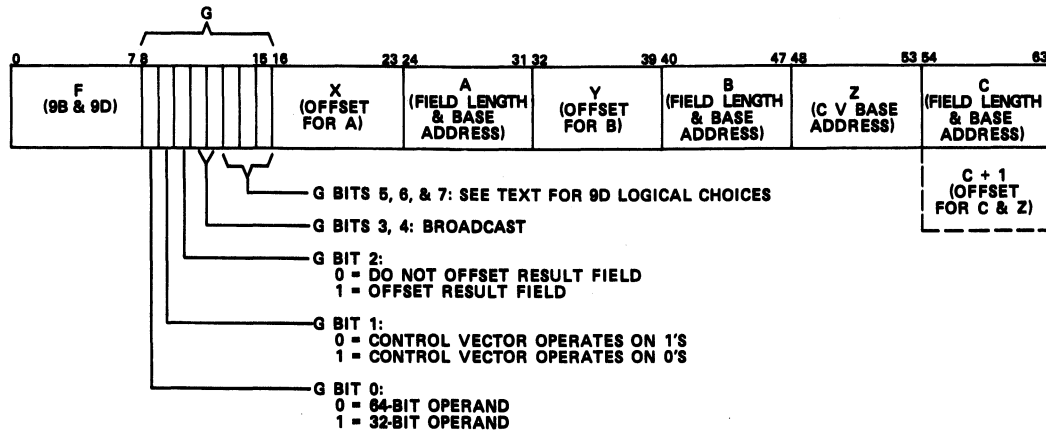 G
0 7 8 15 16 23 24 31 32 39 40 47 48 53 54 63
F
(9B & 9D)
X
(OFFSET
FOR A)
A
(FIELD LENGTH
& BASE
ADDRESS)
Y
(OFFSET
FOR B)
B
(FIELD LENGTH
& BASE
ADDRESS)
Z
(C V BASE
ADDRESS)
C
(FIELD LENGTH
& BASE
ADDRESS)
C + 1
(OFFSET
FOR C & Z)
G BITS 5, 6, & 7: SEE TEXT FOR 9D LOGICAL CHOICES
G BITS 3, 4: BROADCAST
G BIT 2:
0 = DO NOT OFFSET RESULT FIELD
1 = OFFSET RESULT FIELD
G BIT 1:
0 = CONTROL VECTOR OPERATES ON 1'S
1 = CONTROL VECTOR OPERATES ON 0'S
G BIT 0:
0 = 64-BIT OPERAND
1 = 32-BIT OPERAND